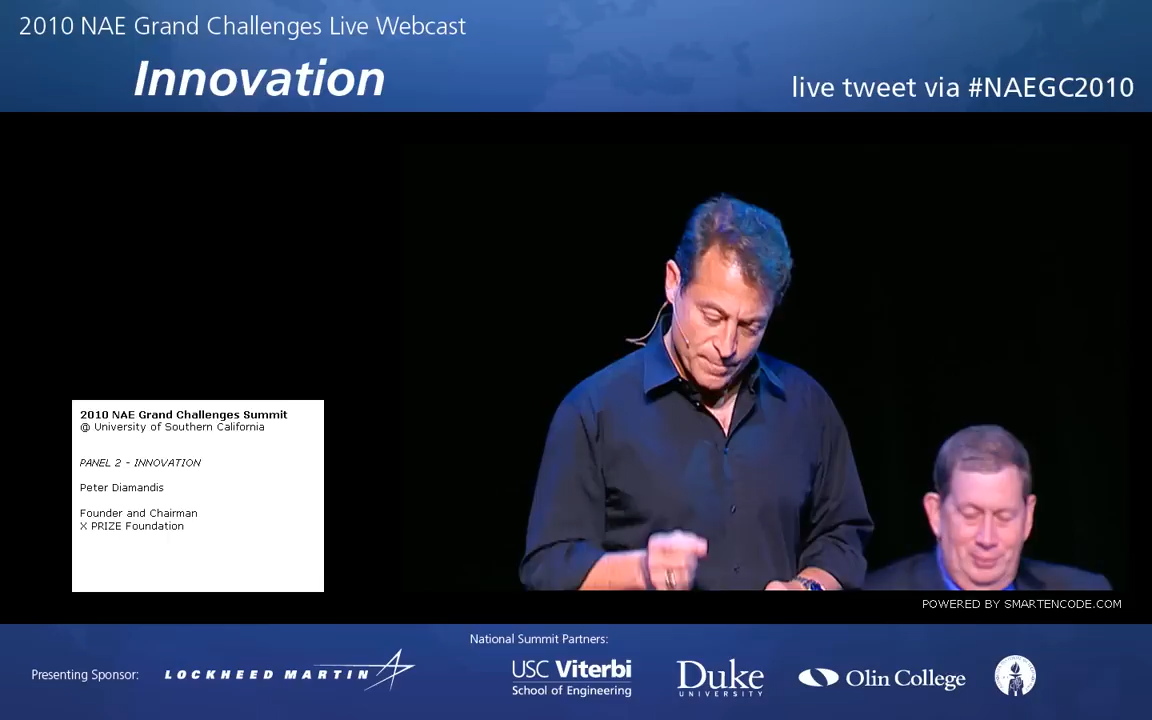 2010 NAE Grand Challenges Live Webcast
Innovation
live tweet via #NAEGC2010
2010 NAE Grand Challenges Summit
@ University of Southern California
PANEL 2 - INNOVATION
Peter Diamandis
Founder and Chairman
X PRIZE Foundation
POWERED BY SMARTENCODE.COM
National Summit Partners:
Presenting Sponsor:
LOCKHEED MARTIN
USC Viterbi
School of Engineering
Duke
UNIVERSITY
Olin College